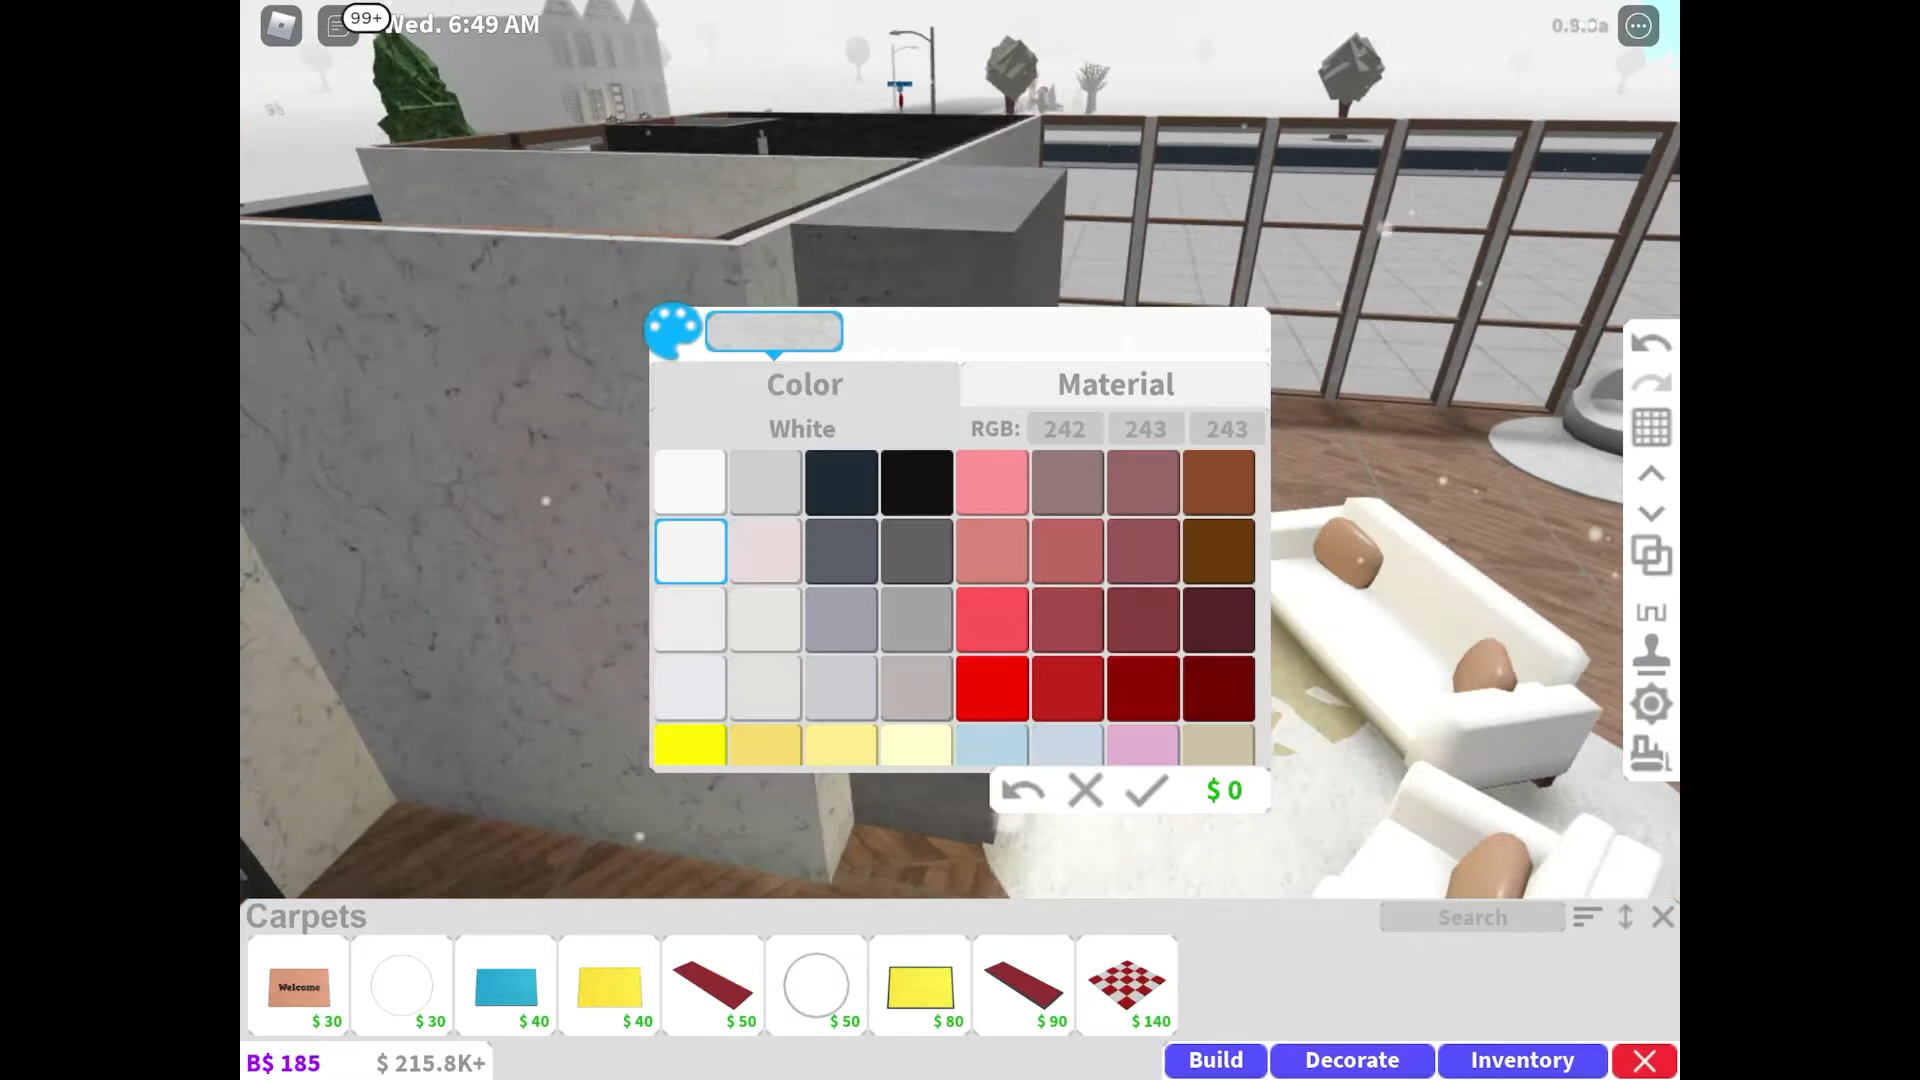 99+
Wed. 6:49 AM
Color
Material
White
RGB: 242 243 243
$ 0
Carpets
Search
Welcome
$ 30
$ 30
$ 40
$ 40
$ 50
$ 50
$ 80
$ 90
$ 140
B$ 185
$ 215.8K+
Build
Decorate
Inventory